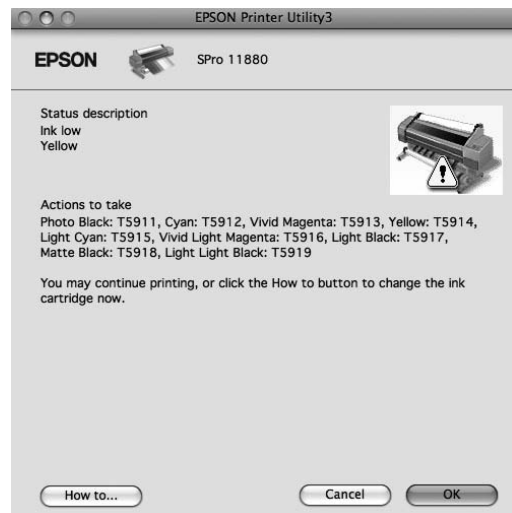 EPSON Printer Utility3
EPSON SPro 11880
Status description
Ink low
Yellow
Actions to take
Photo Black: T5911, Cyan: T5912, Vivid Magenta: T5913, Yellow: T5914,
Light Cyan: T5915, Vivid Light Magenta: T5916, Light Black: T5917,
Matte Black: T5918, Light Light Black: T5919
You may continue printing, or click the How to button to change the ink
cartridge now.
How to... Cancel OK